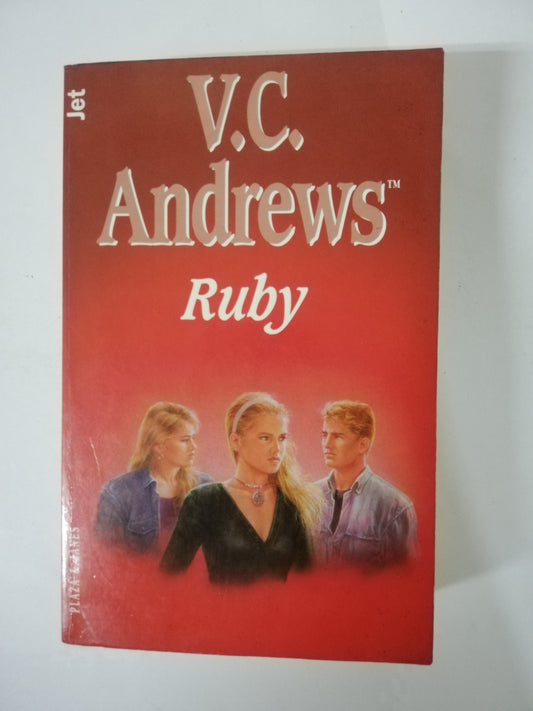 Jet
V.C.
Andrews™
Ruby
PLAZA & JANES